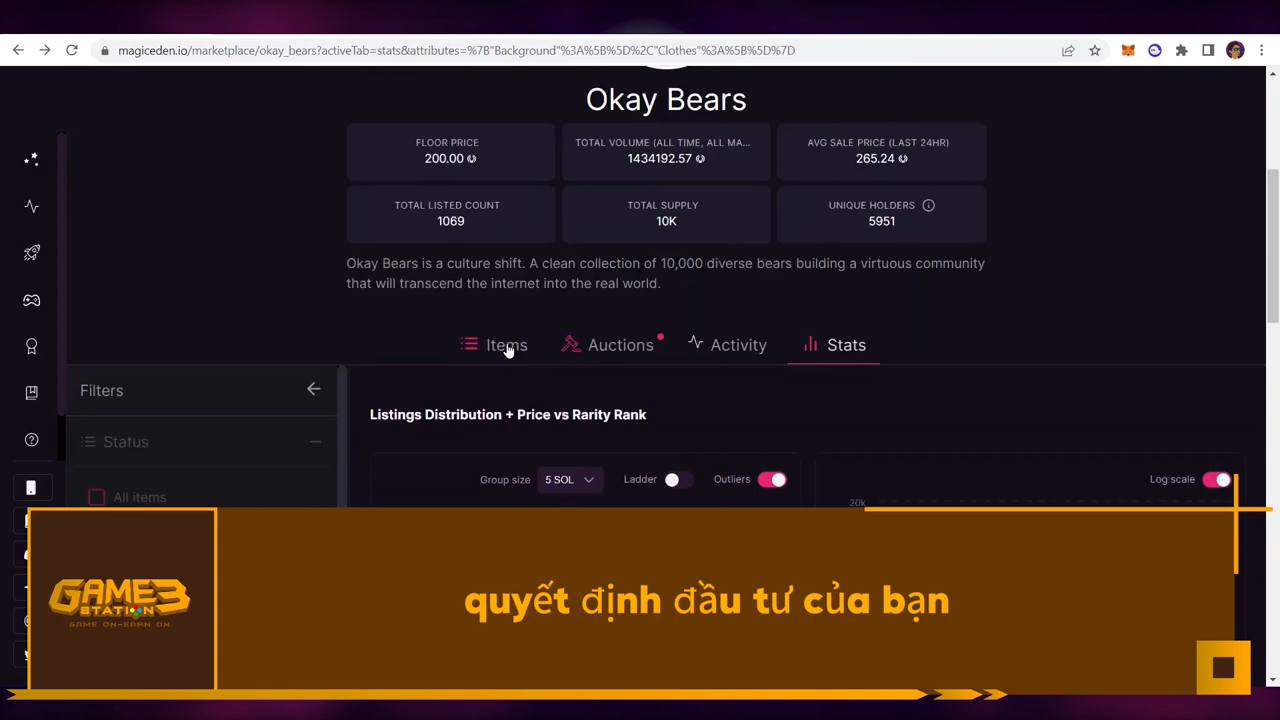 magiceden.io/marketplace/okay_bears?activeTab=stats&attributes=%7B"Background"%3A%5B%5D%2C"Clothes"%3A%5B%5D%7D
Okay Bears
FLOOR PRICE
200.00
TOTAL VOLUME (ALL TIME, ALL MA...
1434192.57
AVG SALE PRICE (LAST 24HR)
265.24
TOTAL LISTED COUNT
1069
TOTAL SUPPLY
10K
UNIQUE HOLDERS
5951
Okay Bears is a culture shift. A clean collection of 10,000 diverse bears building a virtuous community
that will transcend the internet into the real world.
Items
Auctions
Activity
Stats
Filters
Status
All items
Listings Distribution + Price vs Rarity Rank
Group size
5 SOL
Ladder
Outliers
Log scale
20k
GAME3
STATION
GAME ON-EARN ON
quyết định đầu tư của bạn